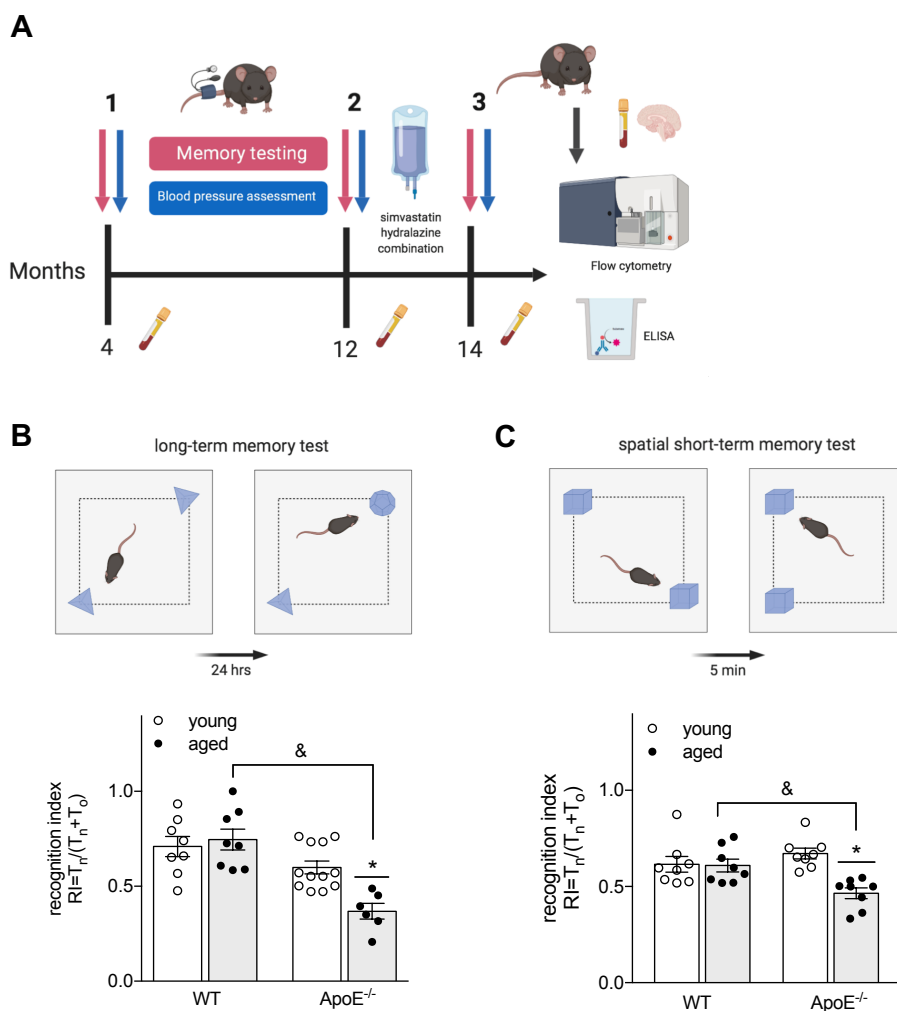 A
1
2
3
Memory testing
Blood pressure assessment
simvastatin
hydralazine
combination
Flow cytometry
Months
4
12
14
ELISA
B
long-term memory test
24 hrs
young
aged
&
*
recognition index
RI=Tn/(Tn+To)
1.0
0.5
0.0
WT
ApoE-/-
C
spatial short-term memory test
5 min
young
aged
&
*
recognition index
RI=Tn/(Tn+To)
1.0
0.5
0.0
WT
ApoE-/-